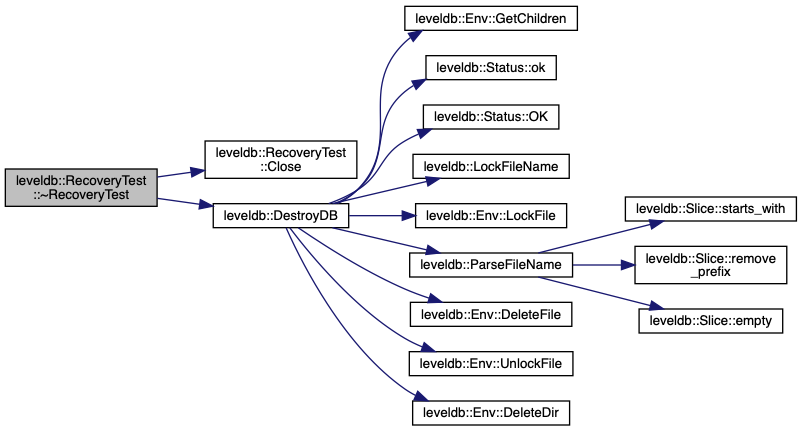 leveldb::RecoveryTest
::~RecoveryTest
leveldb::RecoveryTest
::Close
leveldb::DestroyDB
leveldb::Env::GetChildren
leveldb::Status::ok
leveldb::Status::OK
leveldb::LockFileName
leveldb::Env::LockFile
leveldb::ParseFileName
leveldb::Env::DeleteFile
leveldb::Env::UnlockFile
leveldb::Env::DeleteDir
leveldb::Slice::starts_with
leveldb::Slice::remove
_prefix
leveldb::Slice::empty